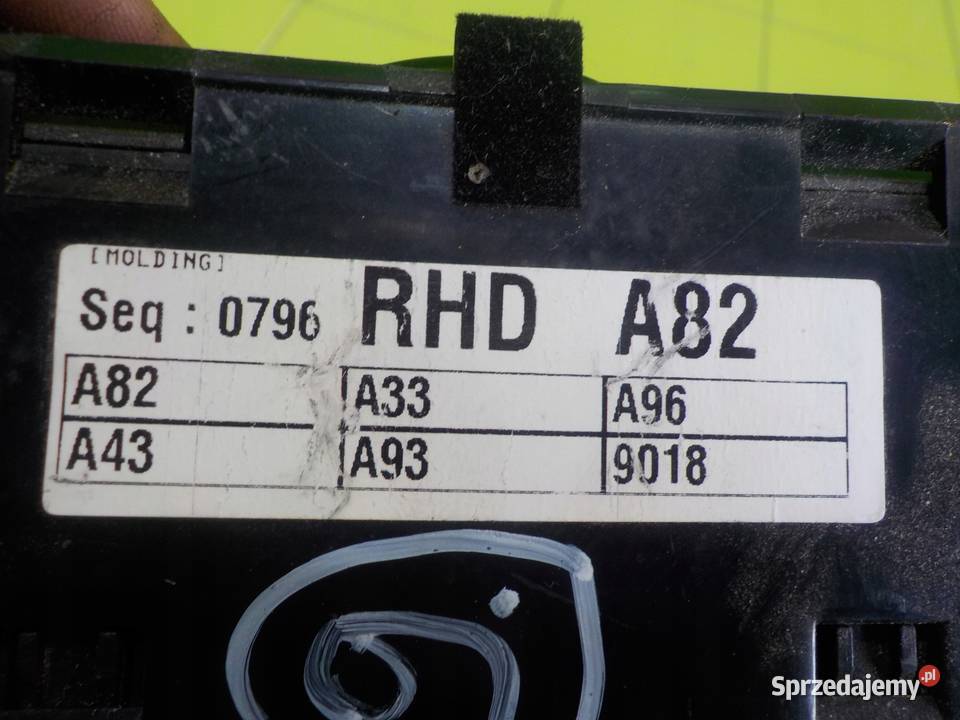 [MOLDING]
Seq : 0796 RHD A82
A82 A33 A96
A43 A93 9018
Sprzedajemy.pl